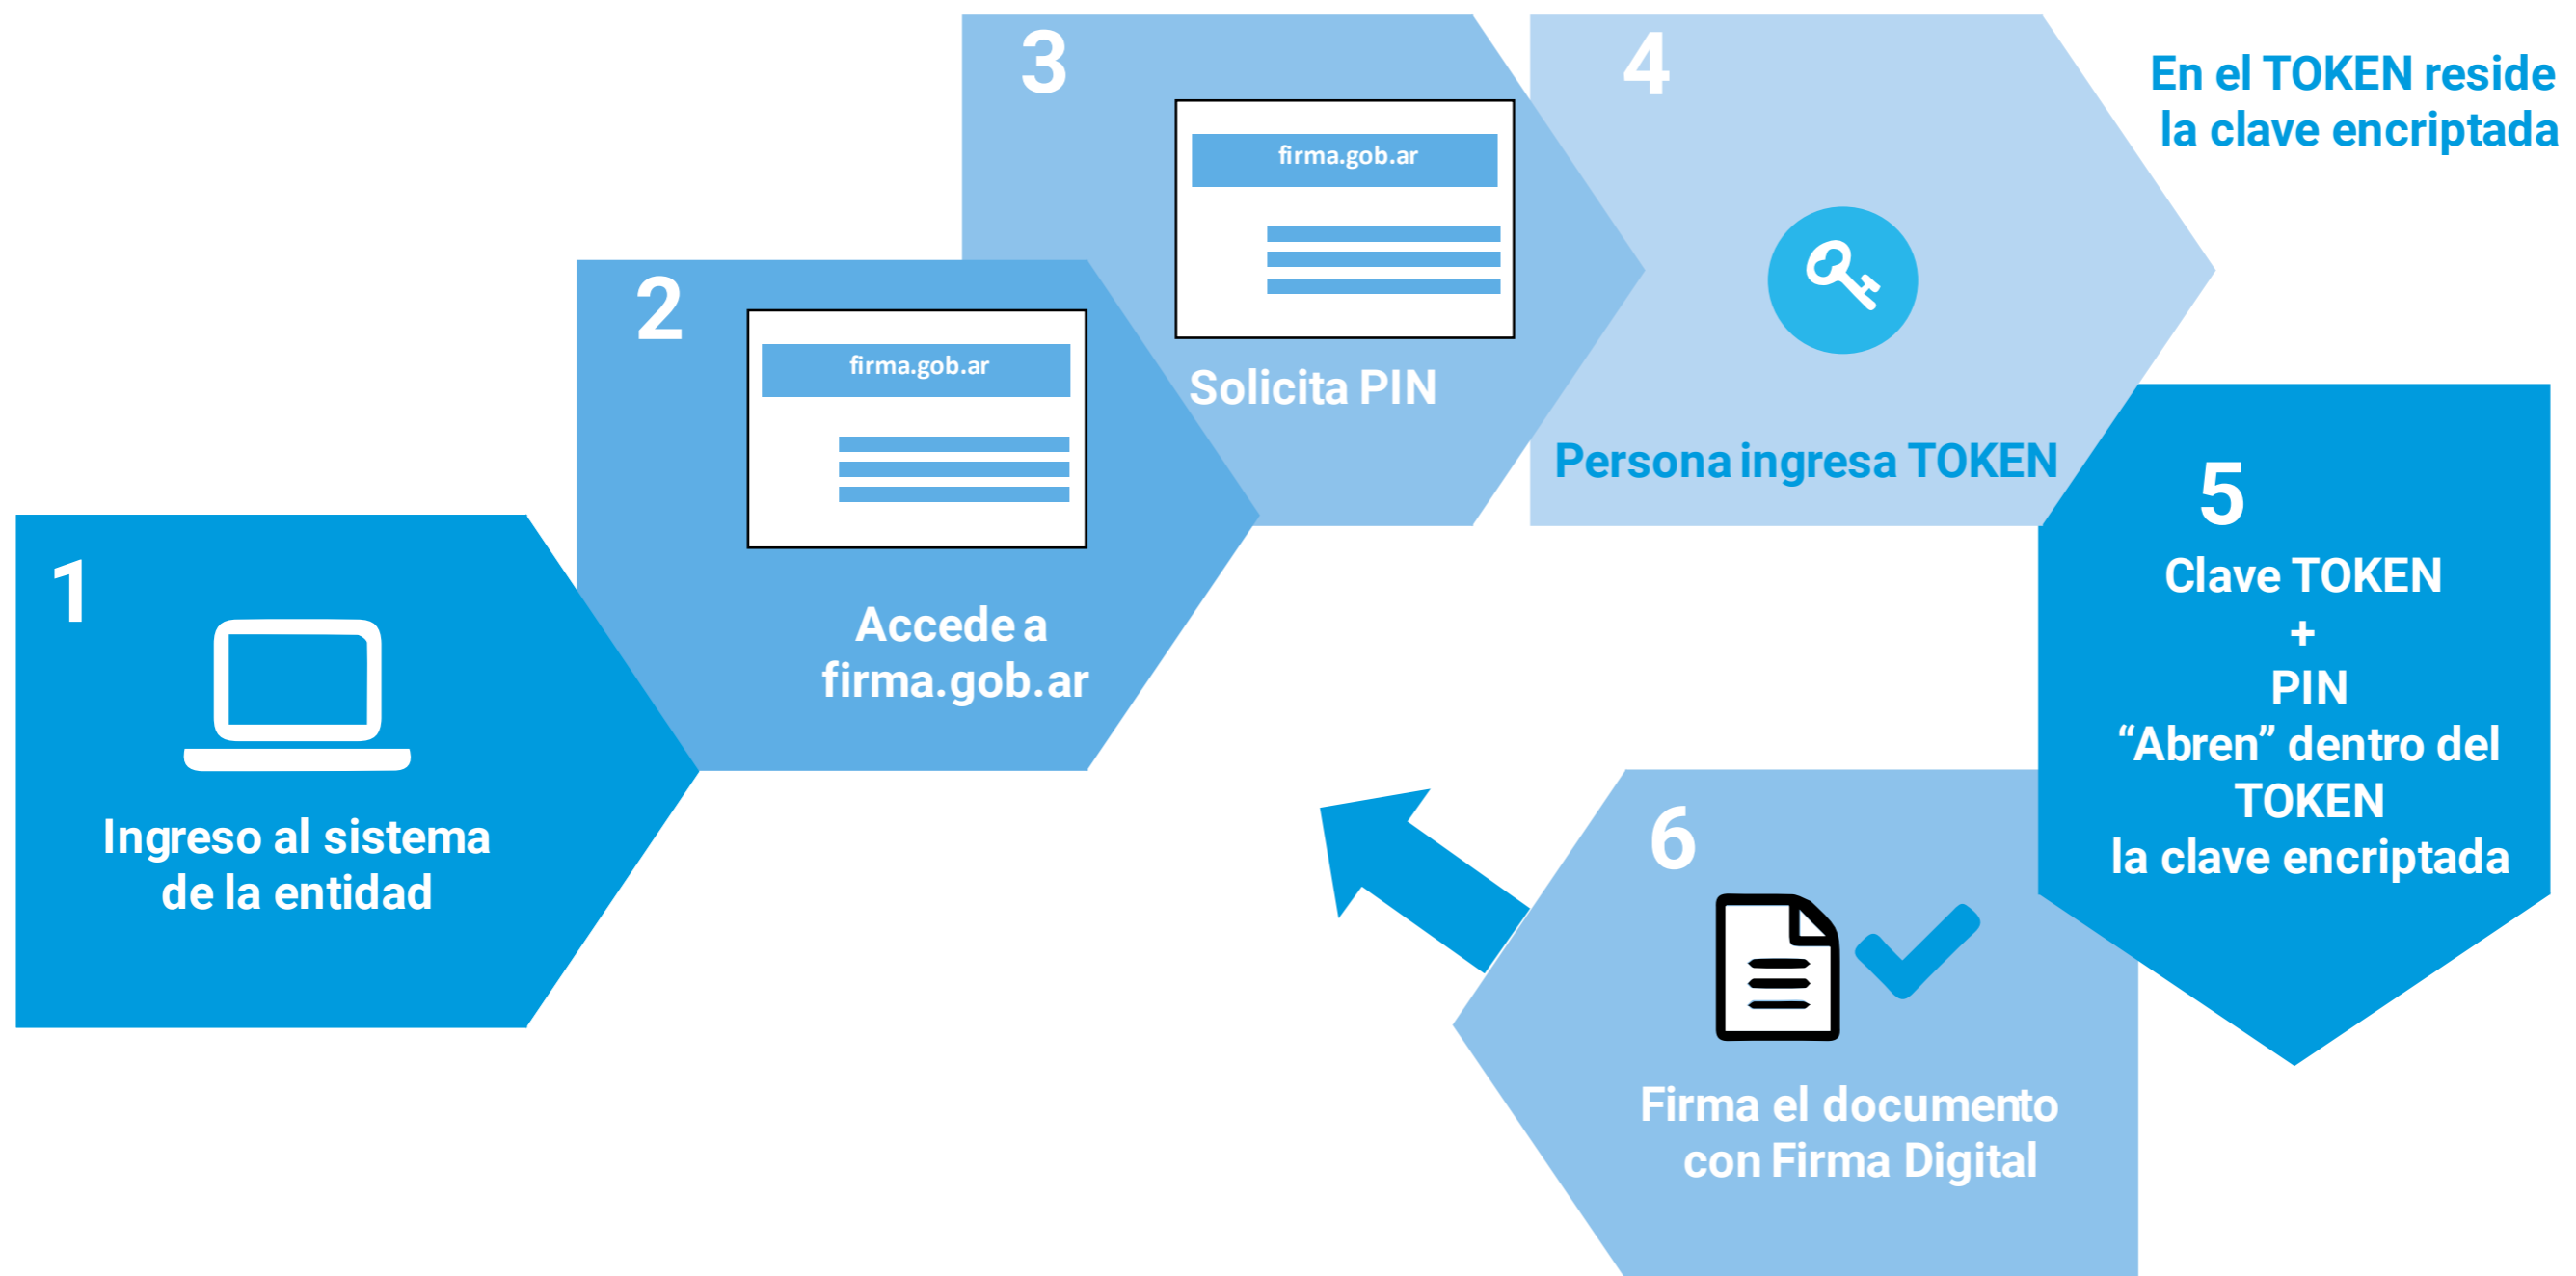 1
Ingreso al sistema
de la entidad
2
firma.gob.ar
Accede a
firma.gob.ar
3
firma.gob.ar
Solicita PIN
4
Persona ingresa TOKEN
En el TOKEN reside
la clave encriptada
5
Clave TOKEN
+
PIN
“Abren” dentro del
TOKEN
la clave encriptada
6
Firma el documento
con Firma Digital